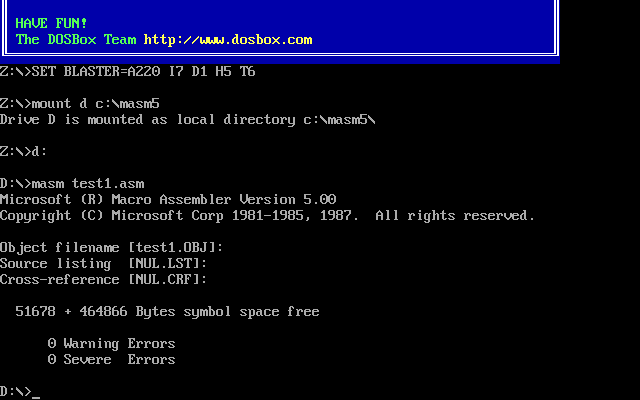 HAVE FUN!
The DOSBox Team http://www.dosbox.com
Z:\>SET BLASTER=A220 I7 D1 H5 T6
Z:\>mount d c:\masm5
Drive D is mounted as local directory c:\masm5\
Z:\>d:
D:\>masm test1.asm
Microsoft (R) Macro Assembler Version 5.00
Copyright (C) Microsoft Corp 1981-1985, 1987.  All rights reserved.
Object filename [test1.OBJ]:
Source listing  [NUL.LST]:
Cross-reference [NUL.CRF]:
51678 + 464866 Bytes symbol space free
0 Warning Errors
0 Severe  Errors
D:\>_